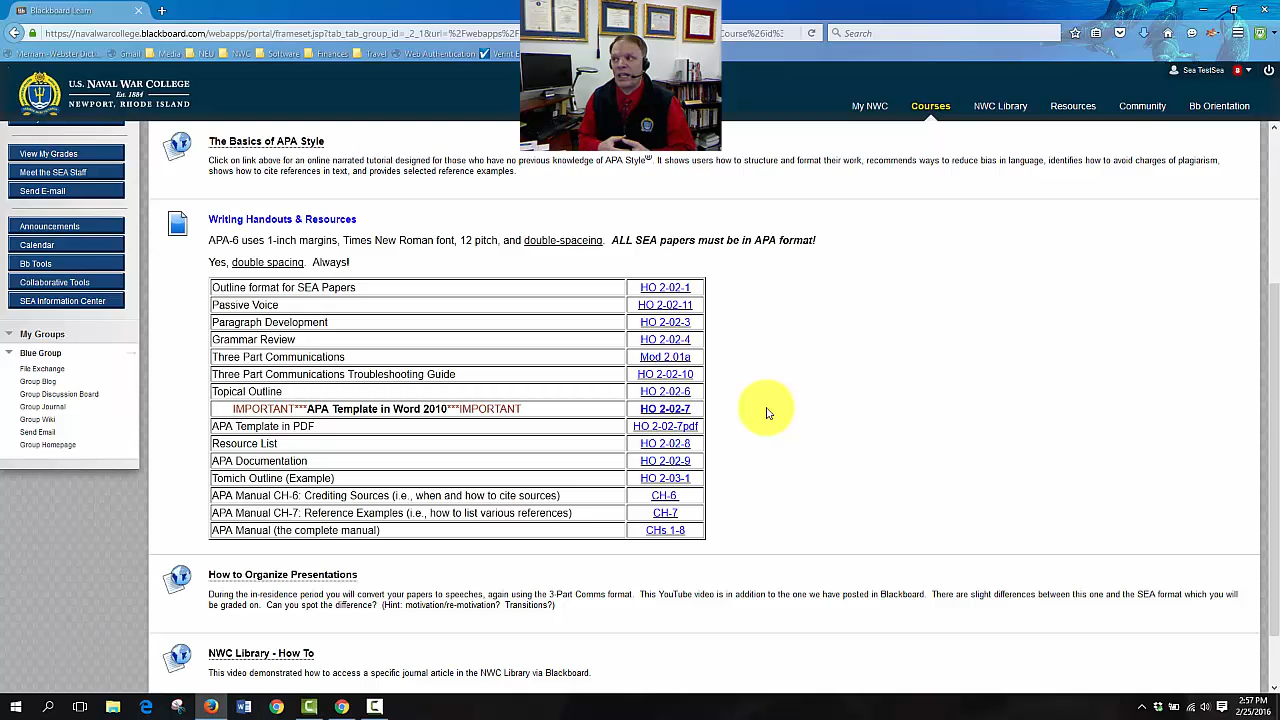 Blackboard Learn
https://navalwarcollege.blackboard.com/webapps/portal/frameset.jsp?tab_tab_group_id=_2_1&url=%2Fwebapps%2F
Course%26id%3
Search
Gmail
Media
NEU
NWC
Software
Finances
Travel
Web Authentication
U.S. NAVAL WAR COLLEGE
Est. 1884
NEWPORT, RHODE ISLAND
Sea TestSea 8
My NWC
Courses
NWC Library
Resources
Community
Bb Orientation
View My Grades
Meet the SEA Staff
Send E-mail
Announcements
Calendar
Bb Tools
Collaborative Tools
SEA Information Center
My Groups
Blue Group
File Exchange
Group Blog
Group Discussion Board
Group Journal
Group Wiki
Send Email
Group Homepage
The Basics of APA Style
Click on link above for an online narrated tutorial designed for those who have no previous knowledge of APA Style. It shows users how to structure and format their work, recommends ways to reduce bias in language, identifies how to avoid charges of plagiarism,
shows how to cite references in text, and provides selected reference examples.
Writing Handouts & Resources
APA-6 uses 1-inch margins, Times New Roman font, 12 pitch, and double-spaceing. ALL SEA papers must be in APA format!
Yes, double spacing. Always!
Outline format for SEA Papers HO 2-02-1
Passive Voice HO 2-02-11
Paragraph Development HO 2-02-3
Grammar Review HO 2-02-4
Three Part Communications Mod 2.01a
Three Part Communications Troubleshooting Guide HO 2-02-10
Topical Outline HO 2-02-6
IMPORTANT***APA Template in Word 2010***IMPORTANT HO 2-02-7
APA Template in PDF HO 2-02-7pdf
Resource List HO 2-02-8
APA Documentation HO 2-02-9
Tomich Outline (Example) HO 2-03-1
APA Manual CH-6: Crediting Sources (i.e., when and how to cite sources) CH-6
APA Manual CH-7: Reference Examples (i.e., how to list various references) CH-7
APA Manual (the complete manual) CHs 1-8
How to Organize Presentations
During the in-residence period you will convert your papers to speeches, again using the 3-Part Comms format. This YouTube video is in addition to the one we have posted in Blackboard. There are slight differences between this one and the SEA format which you will
be graded on. Can you spot the difference? (Hint: motivation/re-motivation? Transitions?)
NWC Library - How To
This video demonstrated how to access a specific journal article in the NWC Library via Blackboard.
2:57 PM
2/25/2016